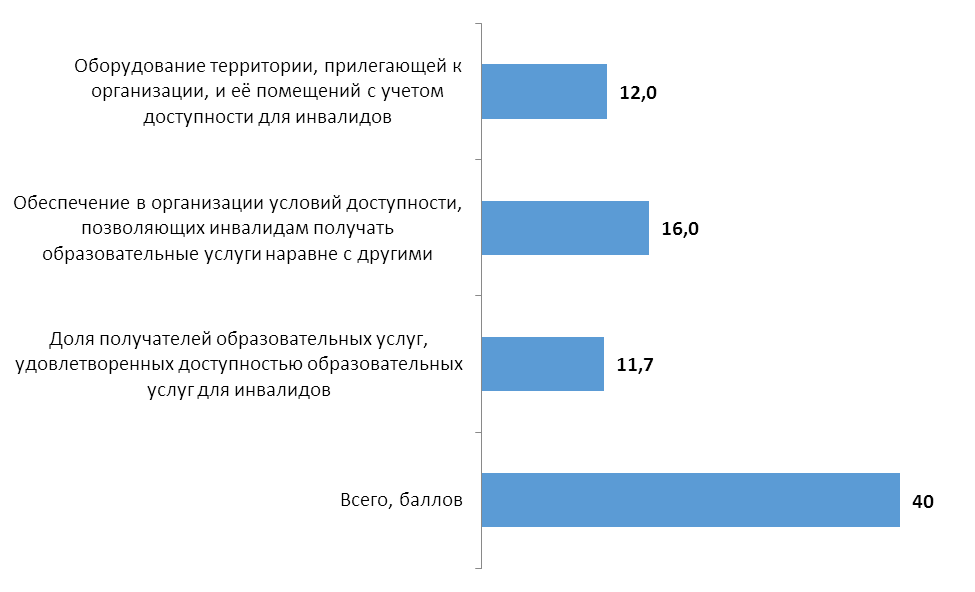 Оборудование территории, прилегающей к
организации, и её помещений с учетом
доступности для инвалидов
12,0
Обеспечение в организации условий доступности,
позволяющих инвалидам получать
образовательные услуги наравне с другими
16,0
Доля получателей образовательных услуг,
удовлетворенных доступностью образовательных
услуг для инвалидов
11,7
Всего, баллов
40